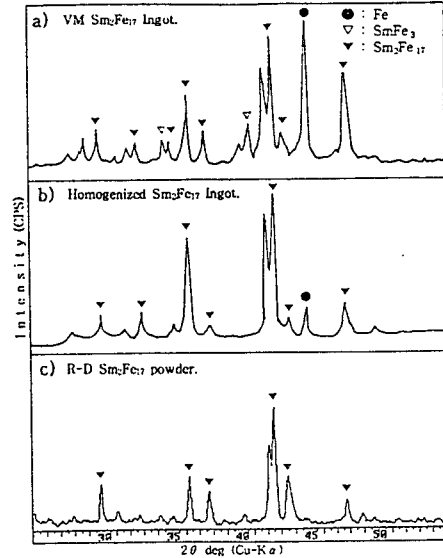 a) VM Sm₂Fe₁₇ Ingot.
● : Fe
▽ : SmFe₃
▼ : Sm₂Fe₁₇
b) Homogenized Sm₂Fe₁₇ Ingot.
Intensity (CPS)
c) R-D Sm₂Fe₁₇ powder.
30 35 40 45 50
2θ deg (Cu-Kα)